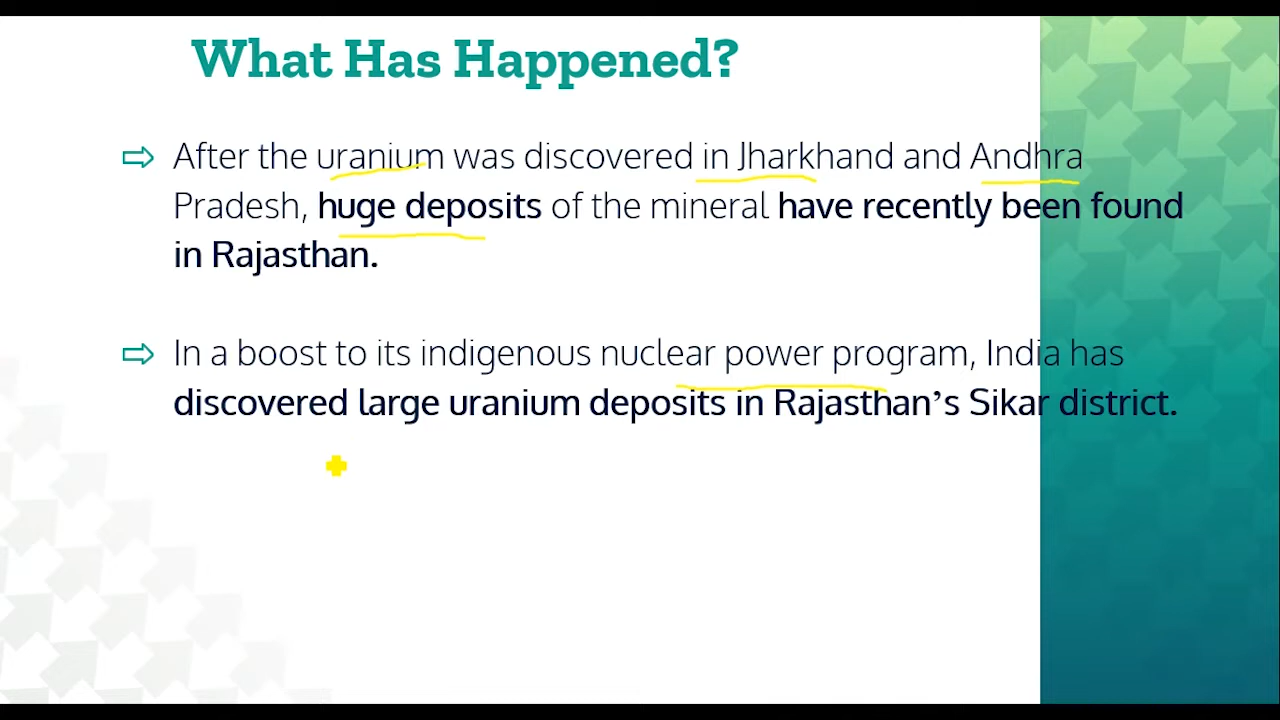 What Has Happened?
After the uranium was discovered in Jharkhand and Andhra
Pradesh, huge deposits of the mineral have recently been found
in Rajasthan.
In a boost to its indigenous nuclear power program, India has
discovered large uranium deposits in Rajasthan’s Sikar district.